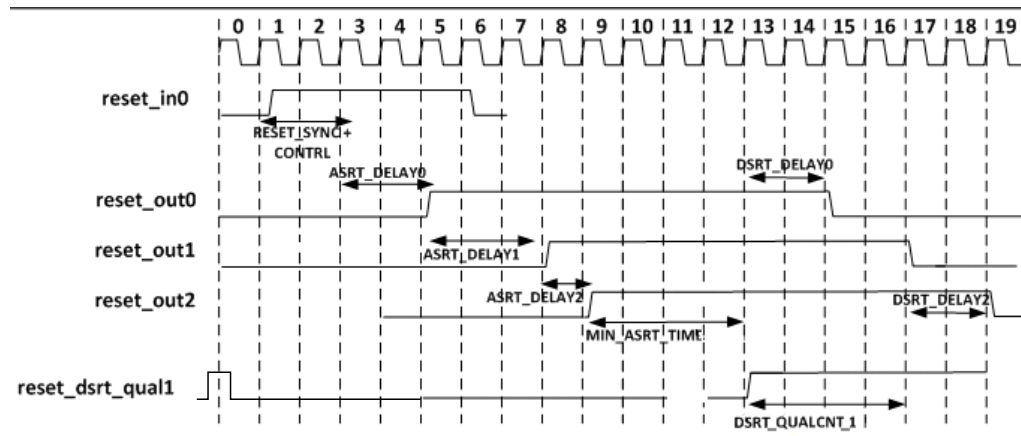 0 1 2 3 4 5 6 7 8 9 10 11 12 13 14 15 16 17 18 19
reset_in0
RESET_SYNC+
CONTRL
ASRT_DELAY0
DSRT_DELAY0
reset_out0
reset_out1
ASRT_DELAY1
reset_out2
ASRT_DELAY2
DSRT_DELAY2
MIN_ASRT_TIME
reset_dsrt_qual1
DSRT_QUALCNT_1